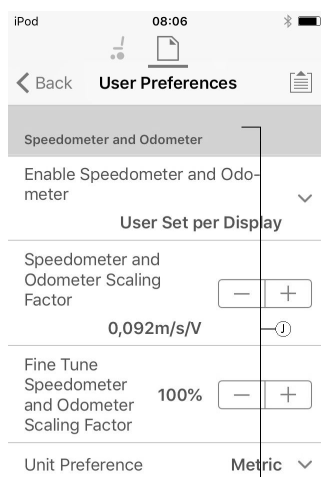 iPod 08:06
Back User Preferences
Speedometer and Odometer
Enable Speedometer and Odo-
meter
User Set per Display
Speedometer and
Odometer Scaling
Factor
0,092m/s/V
J
Fine Tune
Speedometer
and Odometer
Scaling Factor
100%
Unit Preference Metric